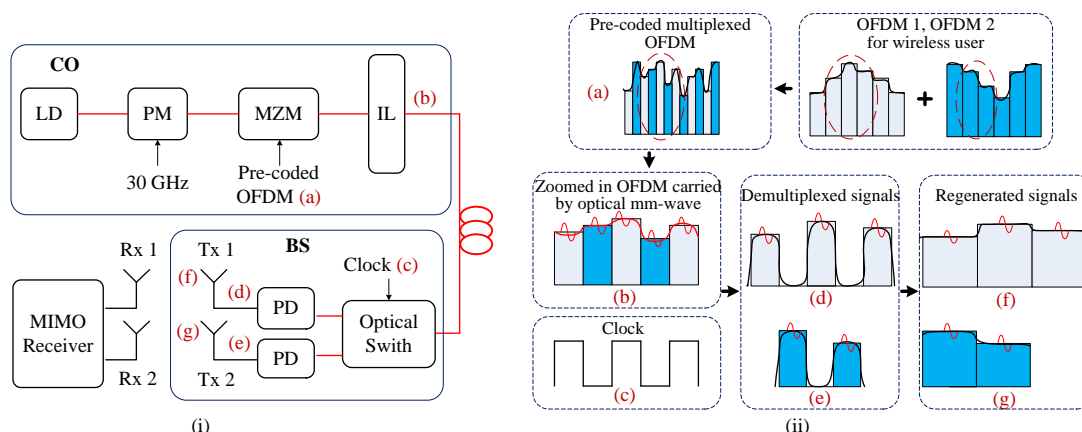 CO
LD
PM
MZM
IL
(b)
30 GHz
Pre-coded
OFDM (a)
BS
Rx 1
Tx 1
Clock (c)
(f)
(d)
PD
MIMO
Receiver
Optical
Swith
(g)
(e)
PD
Rx 2
Tx 2
(i)
Pre-coded multiplexed
OFDM
(a)
OFDM 1, OFDM 2
for wireless user
+
Zoomed in OFDM carried
by optical mm-wave
(b)
Clock
(c)
Demultiplexed signals
(d)
(e)
Regenerated signals
(f)
(g)
(ii)